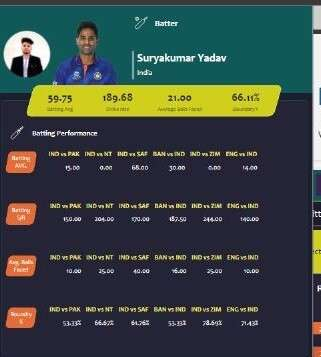 Batter
Suryakumar Yadav
India
59.75 189.68 21.00 66.11%
Batting Avg Strike rate Average Balls Faced Boundary%
Batting Performance
IND vs PAK IND vs NT IND vs SAF BAN vs IND IND vs ZIM ENG vs IND
Batting AVG.
15.00 0.00 68.00 30.00 0.00 14.00
IND vs PAK IND vs NT IND vs SAF BAN vs IND IND vs ZIM ENG vs IND
Batting S/R
150.00 204.00 170.00 187.50 244.00 140.00
IND vs PAK IND vs NT IND vs SAF BAN vs IND IND vs ZIM ENG vs IND
Avg. Balls Faced
10.00 25.00 40.00 16.00 25.00 10.00
IND vs PAK IND vs NT IND vs SAF BAN vs IND IND vs ZIM ENG vs IND
Boundry %
53.33% 66.67% 61.76% 53.33% 78.69% 71.43%